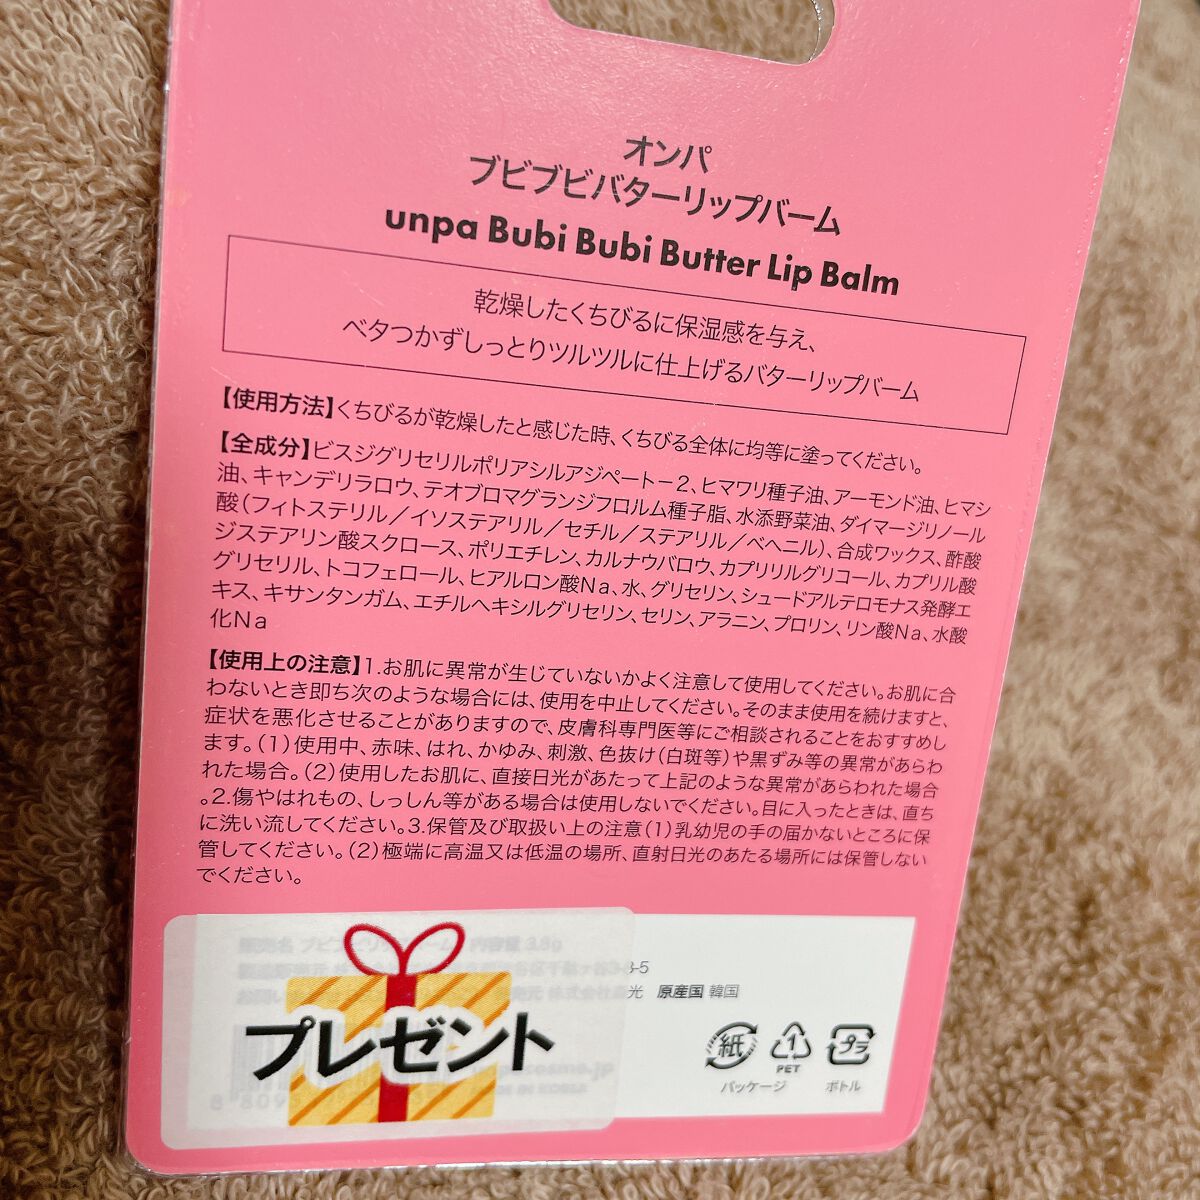 オンパ
ブビブビバターリップバーム
unpa Bubi Bubi Butter Lip Balm
乾燥したくちびるに保湿感を与え、
ベタつかずしっとりツルツルに仕上げるバターリップバーム
【使用方法】くちびるが乾燥したと感じた時、くちびる全体に均等に塗ってください。
【全成分】ビスジグリセリルポリアシルアジペート－2、ヒマワリ種子油、アーモンド油、ヒマシ
油、キャンデリラロウ、テオブロマグランジフロルム種子脂、水添野菜油、ダイマージリノール
酸（フィトステリル／イソステアリル／セチル／ステアリル／ベヘニル）、合成ワックス、酢酸
ジステアリン酸スクロース、ポリエチレン、カルナウバロウ、カプリリルグリコール、カプリル酸
グリセリル、トコフェロール、ヒアルロン酸Na、水、グリセリン、シュードアルテロモナス発酵エ
キス、キサンタンガム、エチルヘキシルグリセリン、セリン、アラニン、プロリン、リン酸Na、水酸
化Na
【使用上の注意】1.お肌に異常が生じていないかよく注意して使用してください。お肌に合
わないとき即ち次のような場合には、使用を中止してください。そのまま使用を続けますと、
症状を悪化させることがありますので、皮膚科専門医等にご相談されることをおすすめし
ます。（1）使用中、赤味、はれ、かゆみ、刺激、色抜け（白斑等）や黒ずみ等の異常があらわ
れた場合。（2）使用したお肌に、直接日光があたって上記のような異常があらわれた場合
。2.傷やはれもの、しっしん等がある場合は使用しないでください。目に入ったときは、直ち
に洗い流してください。3.保管及び取扱い上の注意（1）乳幼児の手の届かないところに保
管してください。（2）極端に高温又は低温の場所、直射日光のあたる場所には保管しない
でください。
販売名 ブビブビ 内容量 3.8g
3-5
光 原産国 韓国
プレゼント
紙 1 プラ
PET
パッケージ ボトル
8 8095